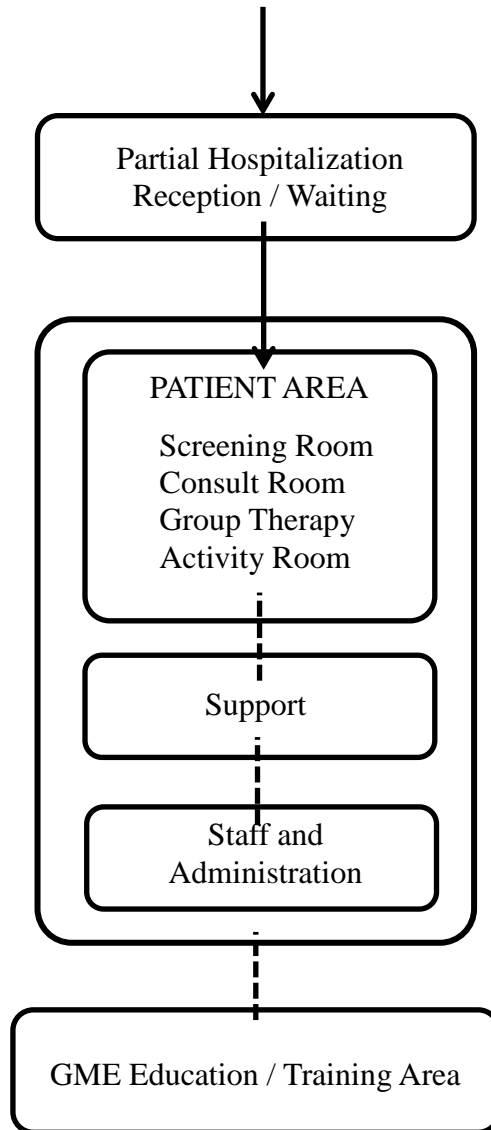 Partial Hospitalization
Reception / Waiting
PATIENT AREA
Screening Room
Consult Room
Group Therapy
Activity Room
Support
Staff and
Administration
GME Education / Training Area